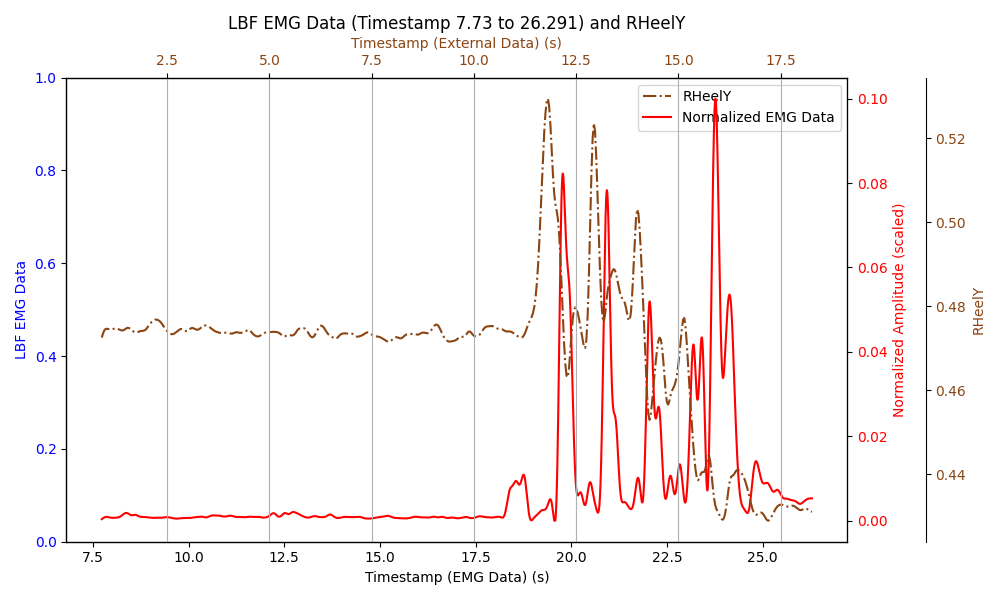 LBF EMG Data (Timestamp 7.73 to 26.291) and RHeelY
Timestamp (External Data) (s)
2.5 5.0 7.5 10.0 12.5 15.0 17.5
RHeelY
Normalized EMG Data
LBF EMG Data
1.0
0.8
0.6
0.4
0.2
0.0
0.10
0.08
0.06
0.04
0.02
0.00
Normalized Amplitude (scaled)
0.52
0.50
0.48
0.46
0.44
RHeelY
7.5 10.0 12.5 15.0 17.5 20.0 22.5 25.0
Timestamp (EMG Data) (s)